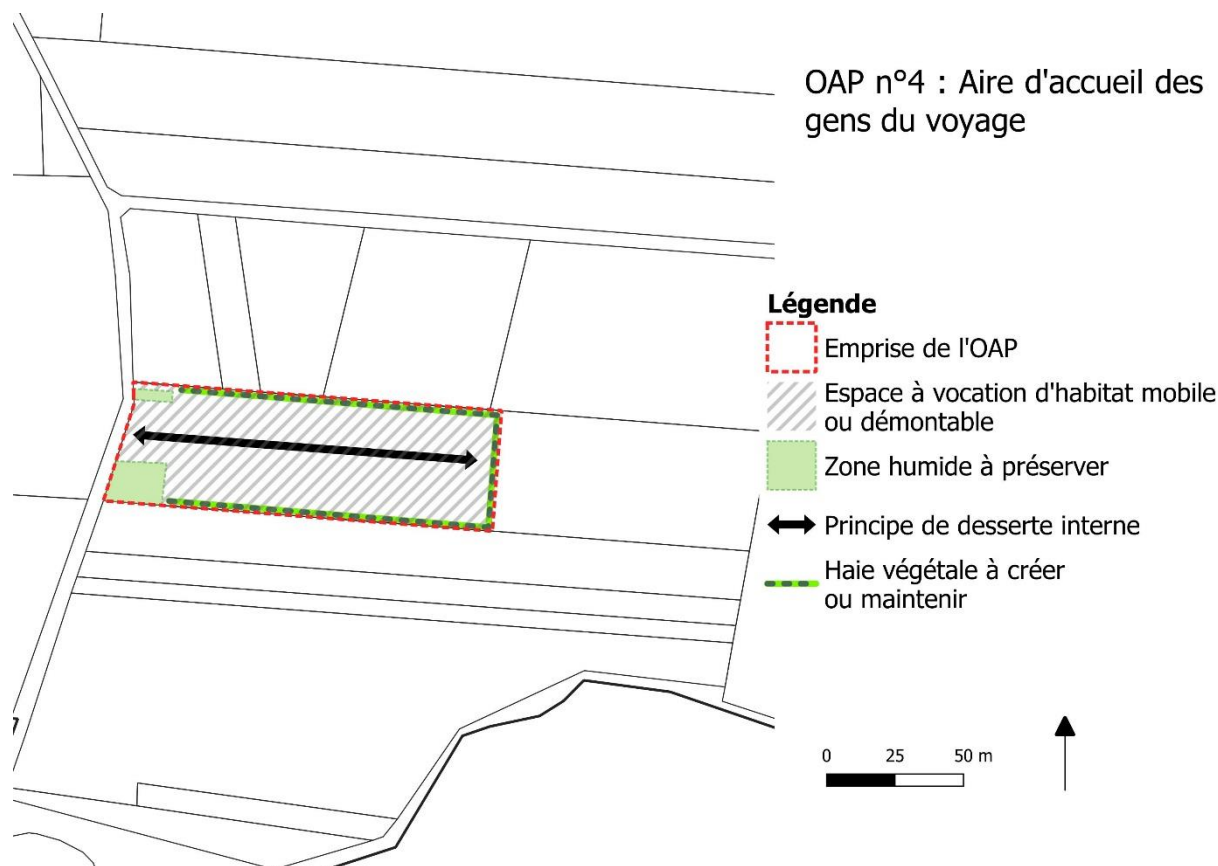 OAP n°4 : Aire d'accueil des
gens du voyage
Légende
Emprise de l'OAP
Espace à vocation d'habitat mobile
ou démontable
Zone humide à préserver
Principe de desserte interne
Haie végétale à créer
ou maintenir
0 25 50 m